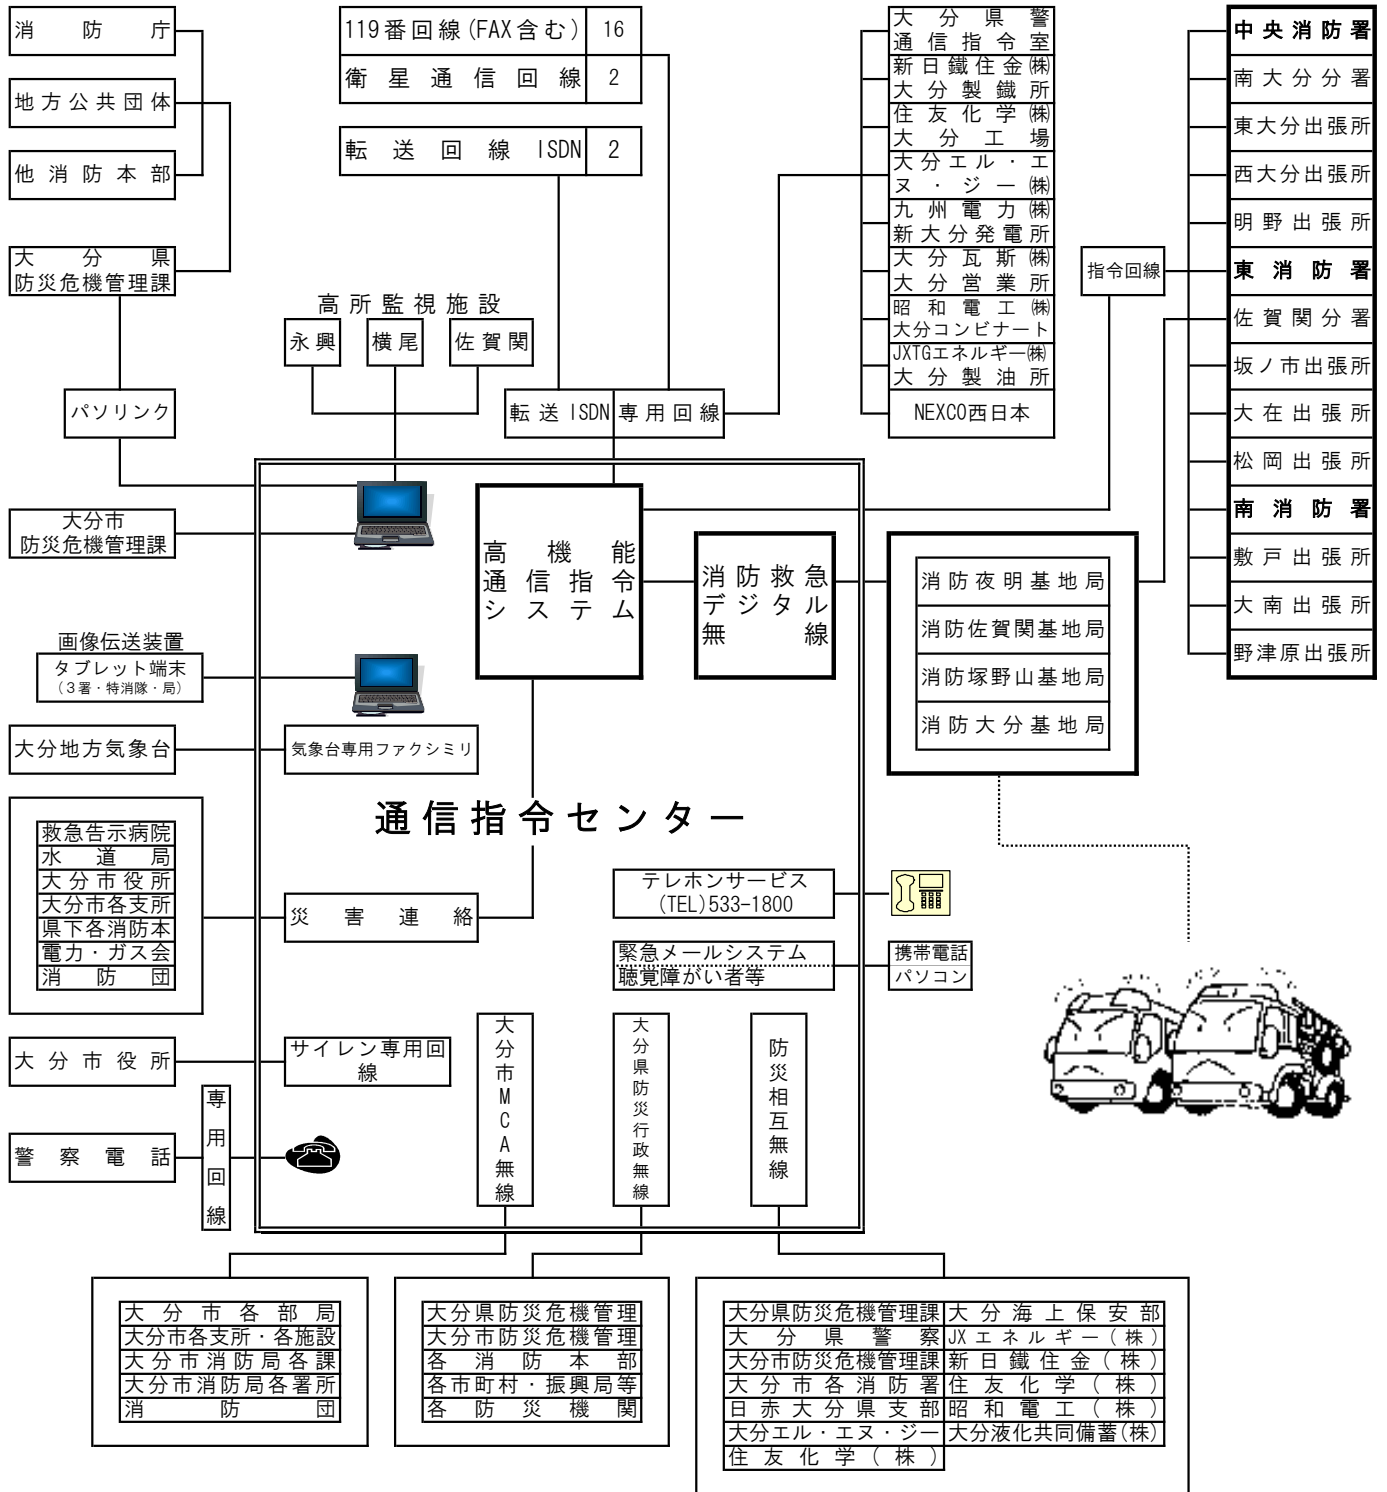 消防庁
地方公共団体
他消防本部
大分県
防災危機管理課
パソリンク
大分市
防災危機管理課
119番回線(FAX含む) 16
衛星通信回線 2
転送回線 ISDN 2
高所監視施設
永興
横尾
佐賀関
転送ISDN
専用回線
大分県警
通信指令室
新日鐵住金㈱
大分製鐵所
住友化学㈱
大分工場
大分エル・エ
ヌ・ジー㈱
九州電力㈱
新大分発電所
大分瓦斯㈱
大分営業所
昭和電工㈱
大分コンビナート
JXTGエネルギー㈱
大分製油所
NEXCO西日本
指令回線
中央消防署
南大分分署
東大分出張所
西大分出張所
明野出張所
東消防署
佐賀関分署
坂ノ市出張所
大在出張所
松岡出張所
南消防署
敷戸出張所
大南出張所
野津原出張所
高機能
通信指令
システム
消防救急
デジタル
無線
消防夜明基地局
消防佐賀関基地局
消防塚野山基地局
消防大分基地局
画像伝送装置
タブレット端末
(3署・特消隊・局)
大分地方気象台
気象台専用ファクシミリ
通信指令センター
救急告示病院
水道局
大分市役所
大分市各支所
県下各消防本
電力・ガス会
消防団
災害連絡
テレホンサービス
(TEL)533-1800
緊急メールシステム
聴覚障がい者等
携帯電話
パソコン
大分市役所
サイレン専用回
線
警察電話
専用回線
大分市MCA無線
大分県防災行政無線
防災相互無線
大分市各部局
大分市各支所・各施設
大分市消防局各課
大分市消防局各署所
消防団
大分県防災危機管理
大分市防災危機管理
各消防本部
各市町村・振興局等
各防災機関
大分県防災危機管理課 大分海上保安部
大分県警察 JXエネルギー(株)
大分市防災危機管理課 新日鐵住金(株)
大分市各消防署 住友化学(株)
日赤大分県支部 昭和電工(株)
大分エル・エヌ・ジー 大分液化共同備蓄(株)
住友化学(株)